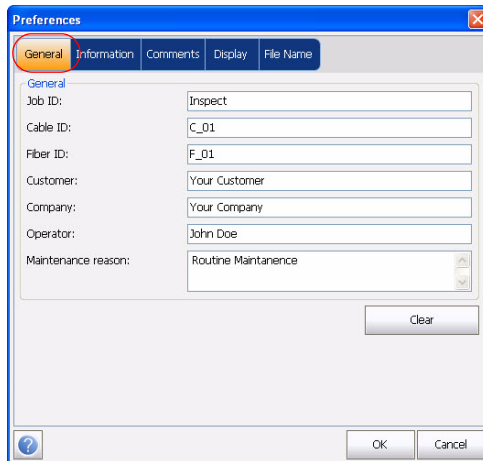 Preferences
General Information Comments Display File Name
General
Job ID: Inspect
Cable ID: C_01
Fiber ID: F_01
Customer: Your Customer
Company: Your Company
Operator: John Doe
Maintenance reason: Routine Maintanence
Clear
? OK Cancel